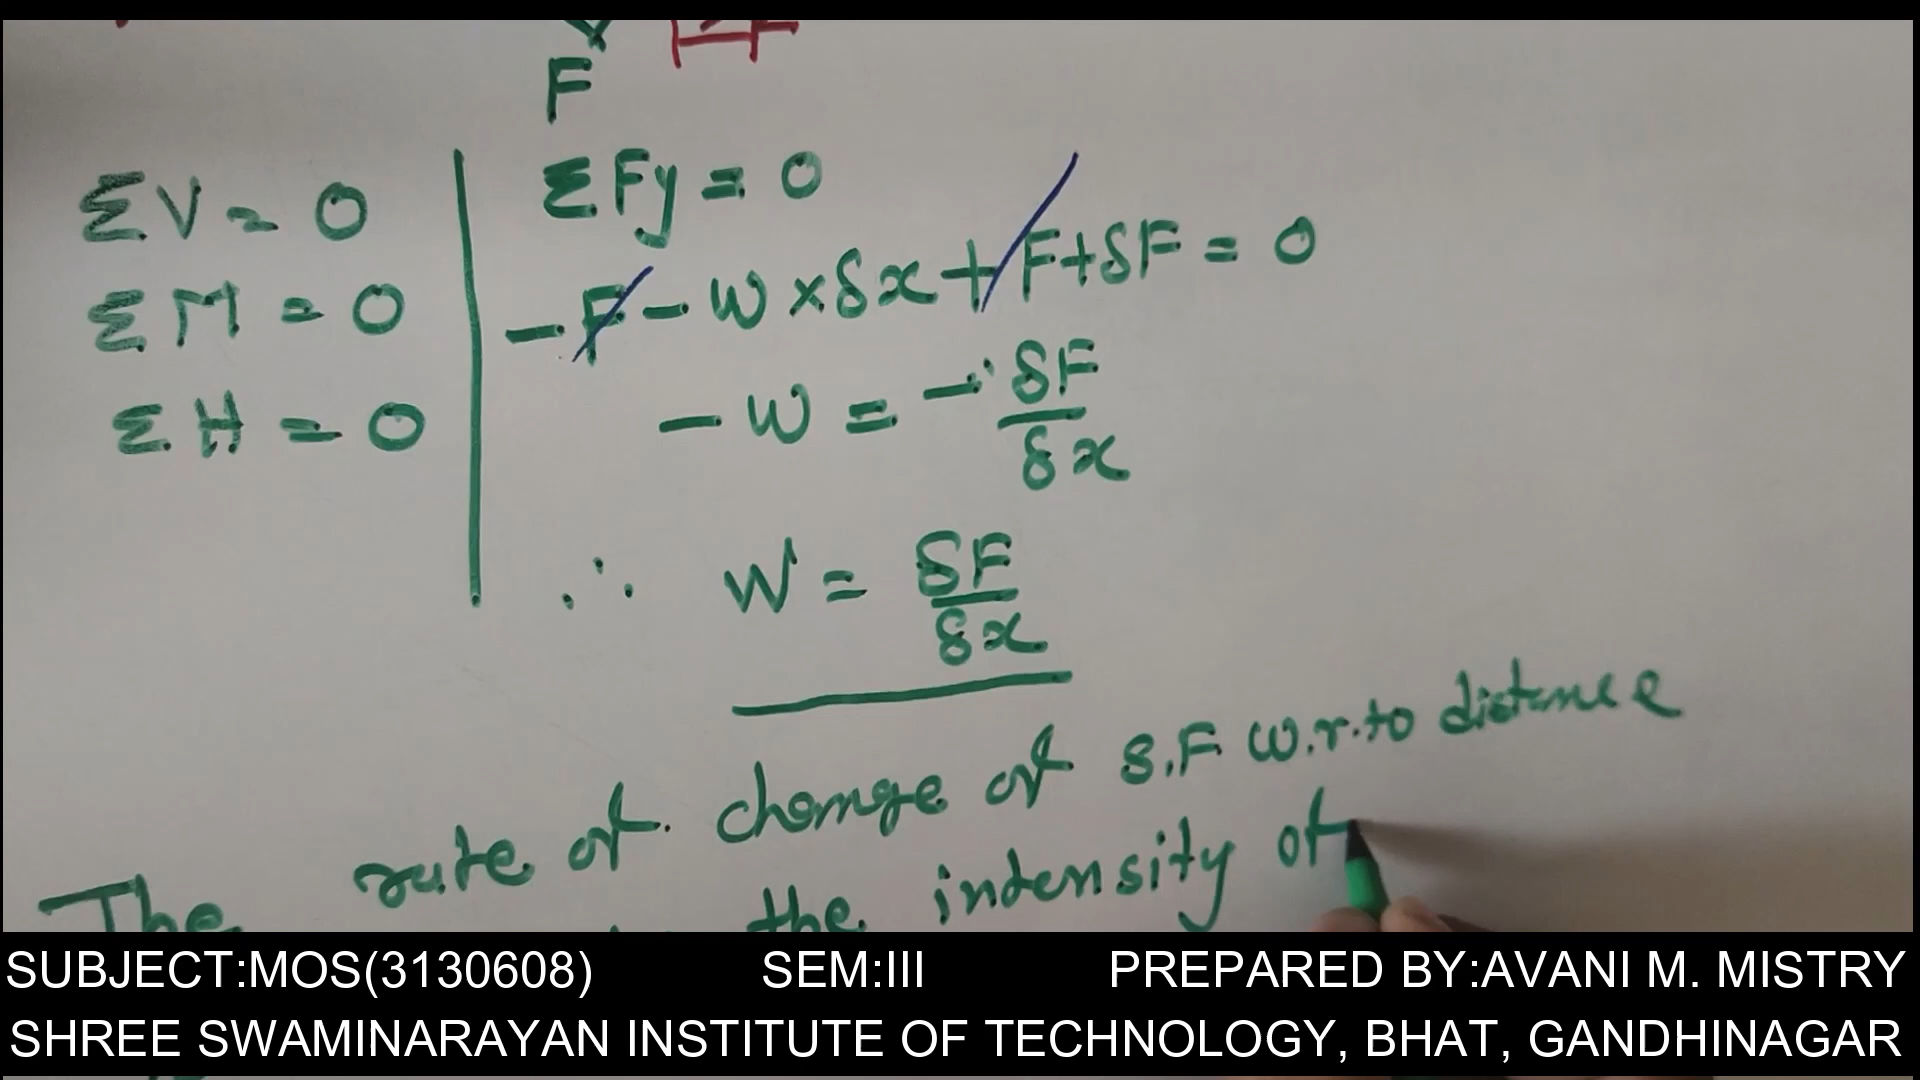 F
ΣV = 0
ΣM = 0
ΣH = 0
ΣFy = 0
- F - W × δx + F + δF = 0
- W = - δF / δx
∴ W = δF / δx
The rate of change of S.F w.r.to distance
the intensity of
SUBJECT:MOS(3130608) SEM:III PREPARED BY:AVANI M. MISTRY
SHREE SWAMINARAYAN INSTITUTE OF TECHNOLOGY, BHAT, GANDHINAGAR